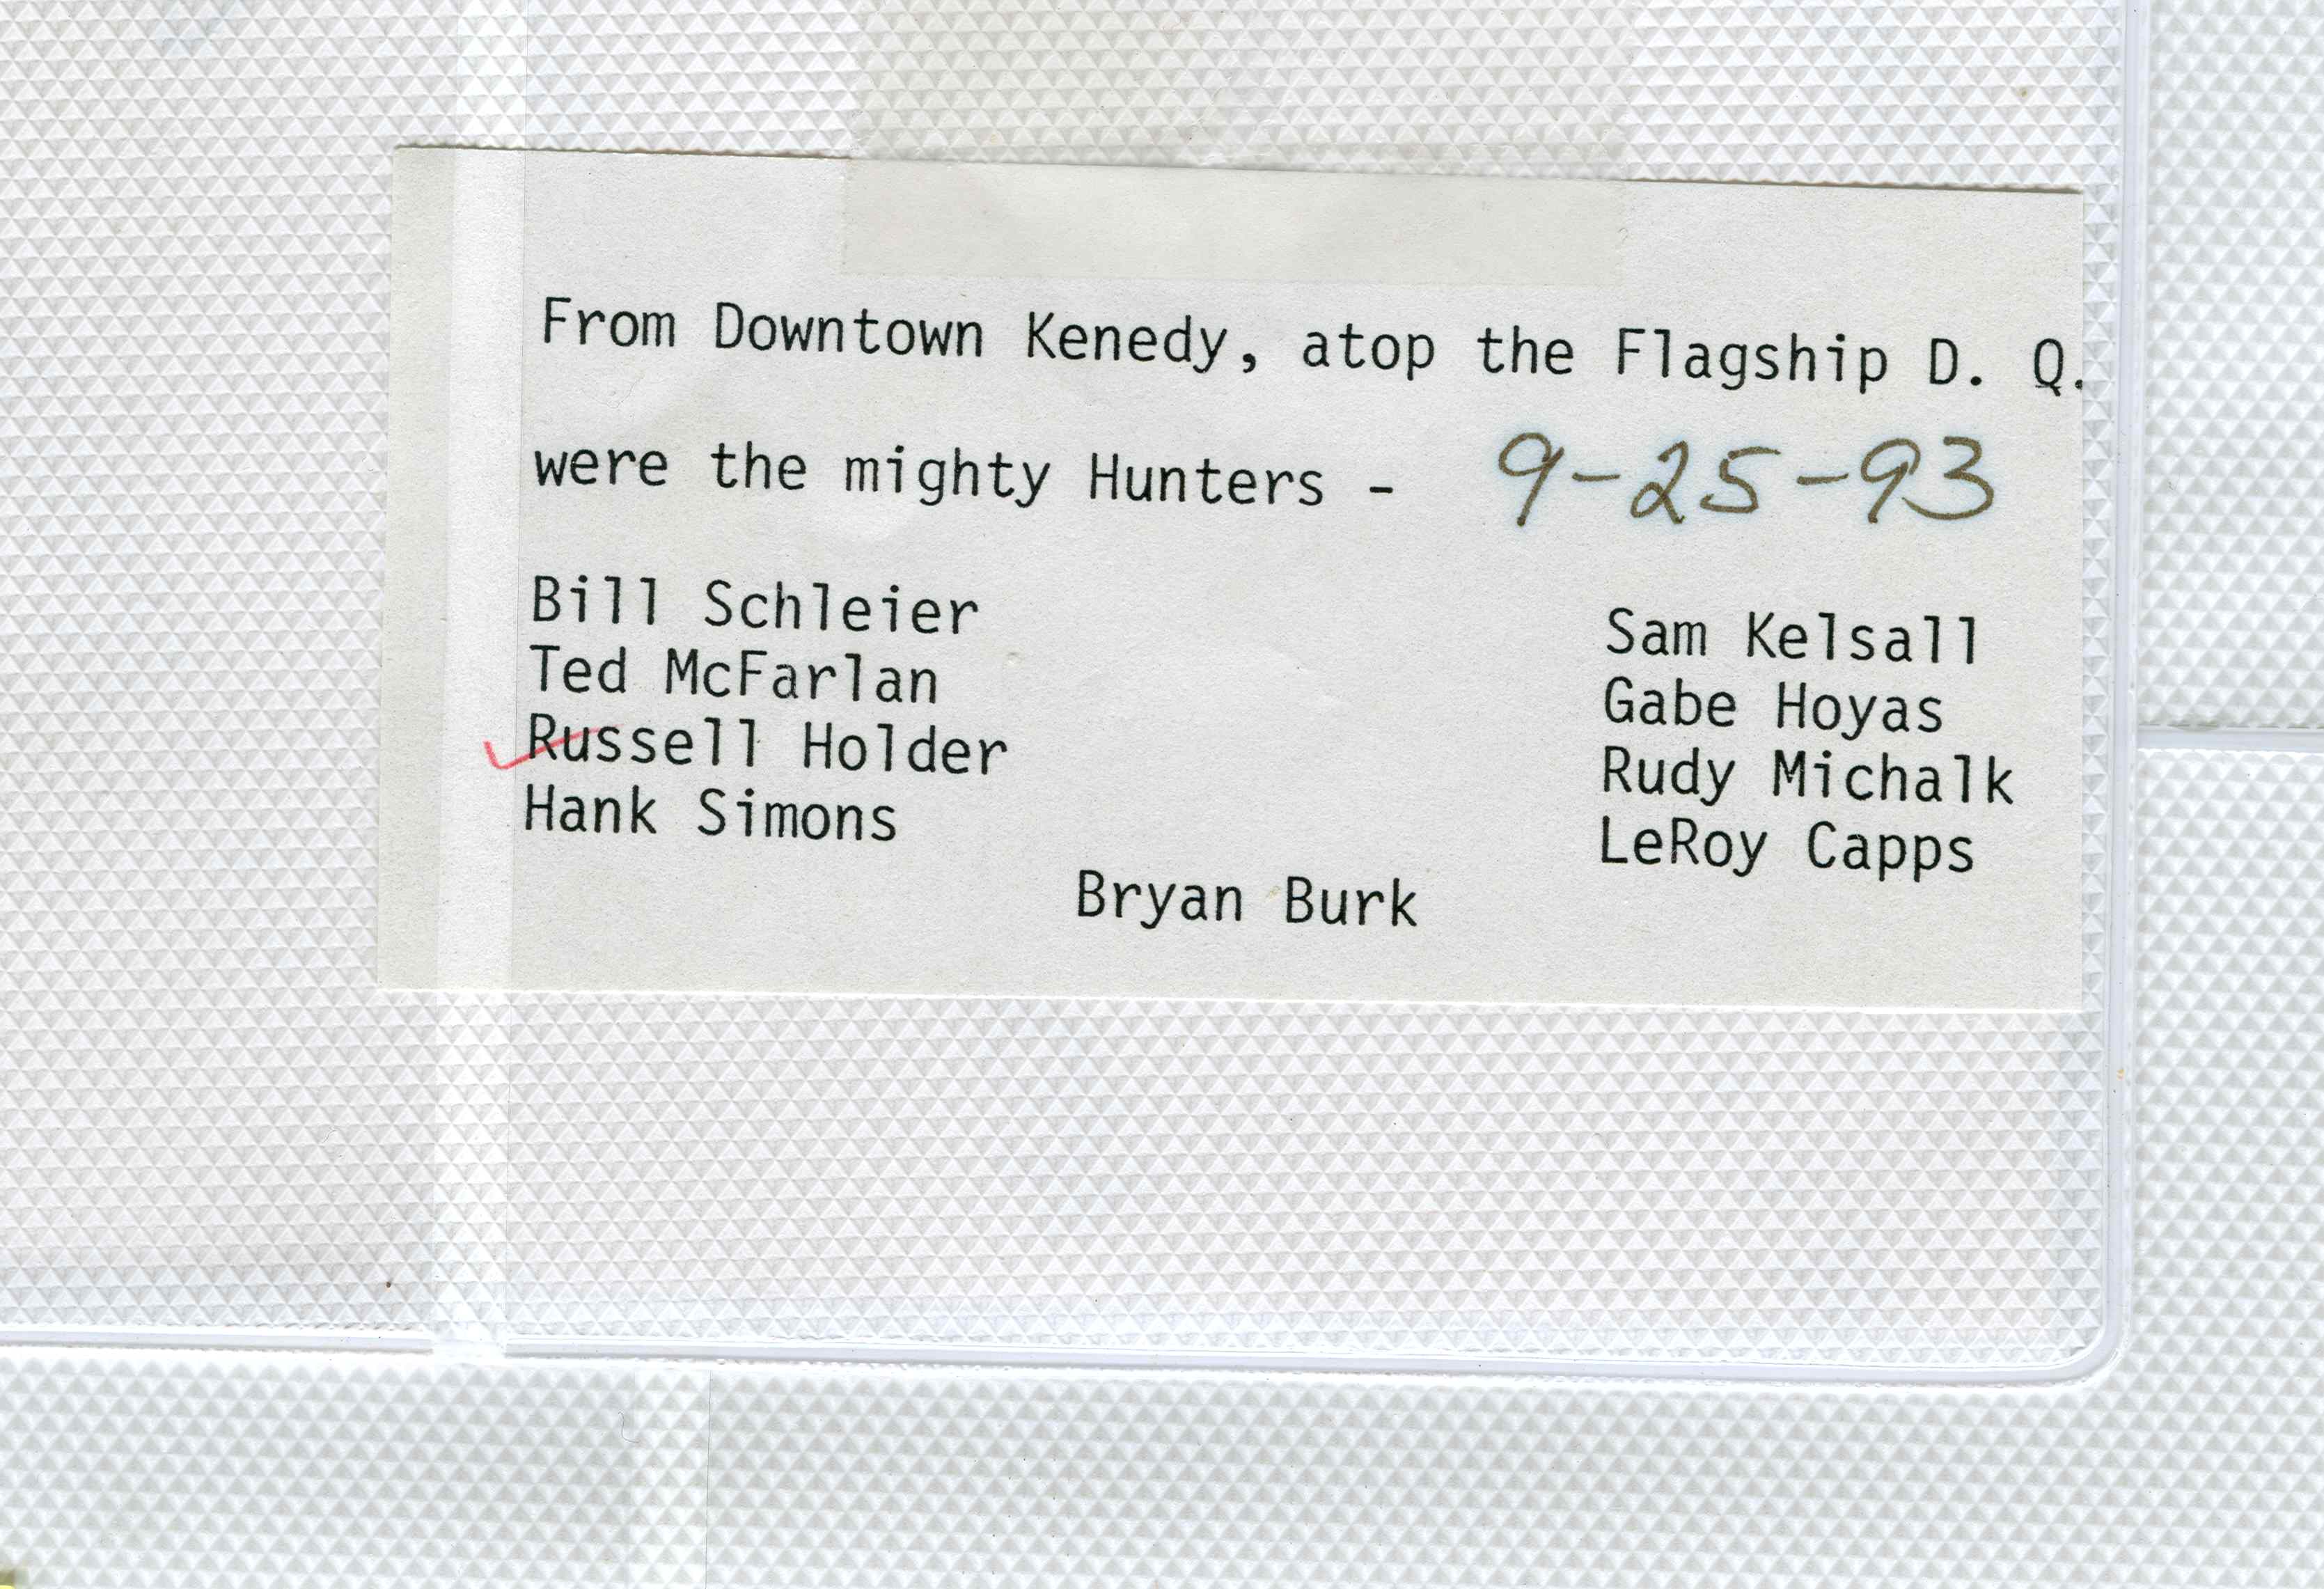 From Downtown Kenedy, atop the Flagship D. Q.
were the mighty Hunters - 9-25-93
Bill Schleier
Ted McFarlan
Russell Holder
Hank Simons
Sam Kelsall
Gabe Hoyas
Rudy Michalk
LeRoy Capps
Bryan Burk